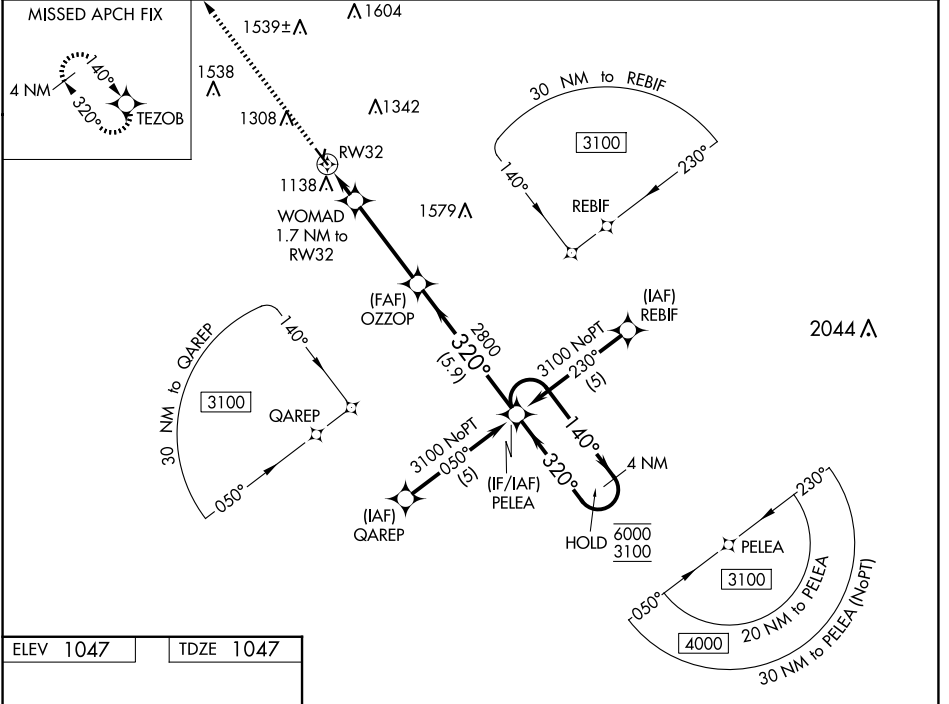 MISSED APCH FIX
140°
4 NM
320°
TEZOB
1539±
1604
1538
1308
1342
RW32
1138
WOMAD
1.7 NM to
RW32
1579
30 NM to REBIF
3100
140°
230°
REBIF
(FAF)
OZZOP
2800
320°
(5.9)
(IAF)
REBIF
3100 NoPT
230°
(5)
2044
30 NM to QAREP
140°
3100
QAREP
050°
3100 NoPT
050°
(5)
(IAF)
QAREP
(IF/IAF)
PELEA
140°
320°
4 NM
HOLD
6000
3100
230°
PELEA
050°
3100
20 NM to PELEA
4000
30 NM to PELEA (NoPT)
ELEV 1047
TDZE 1047